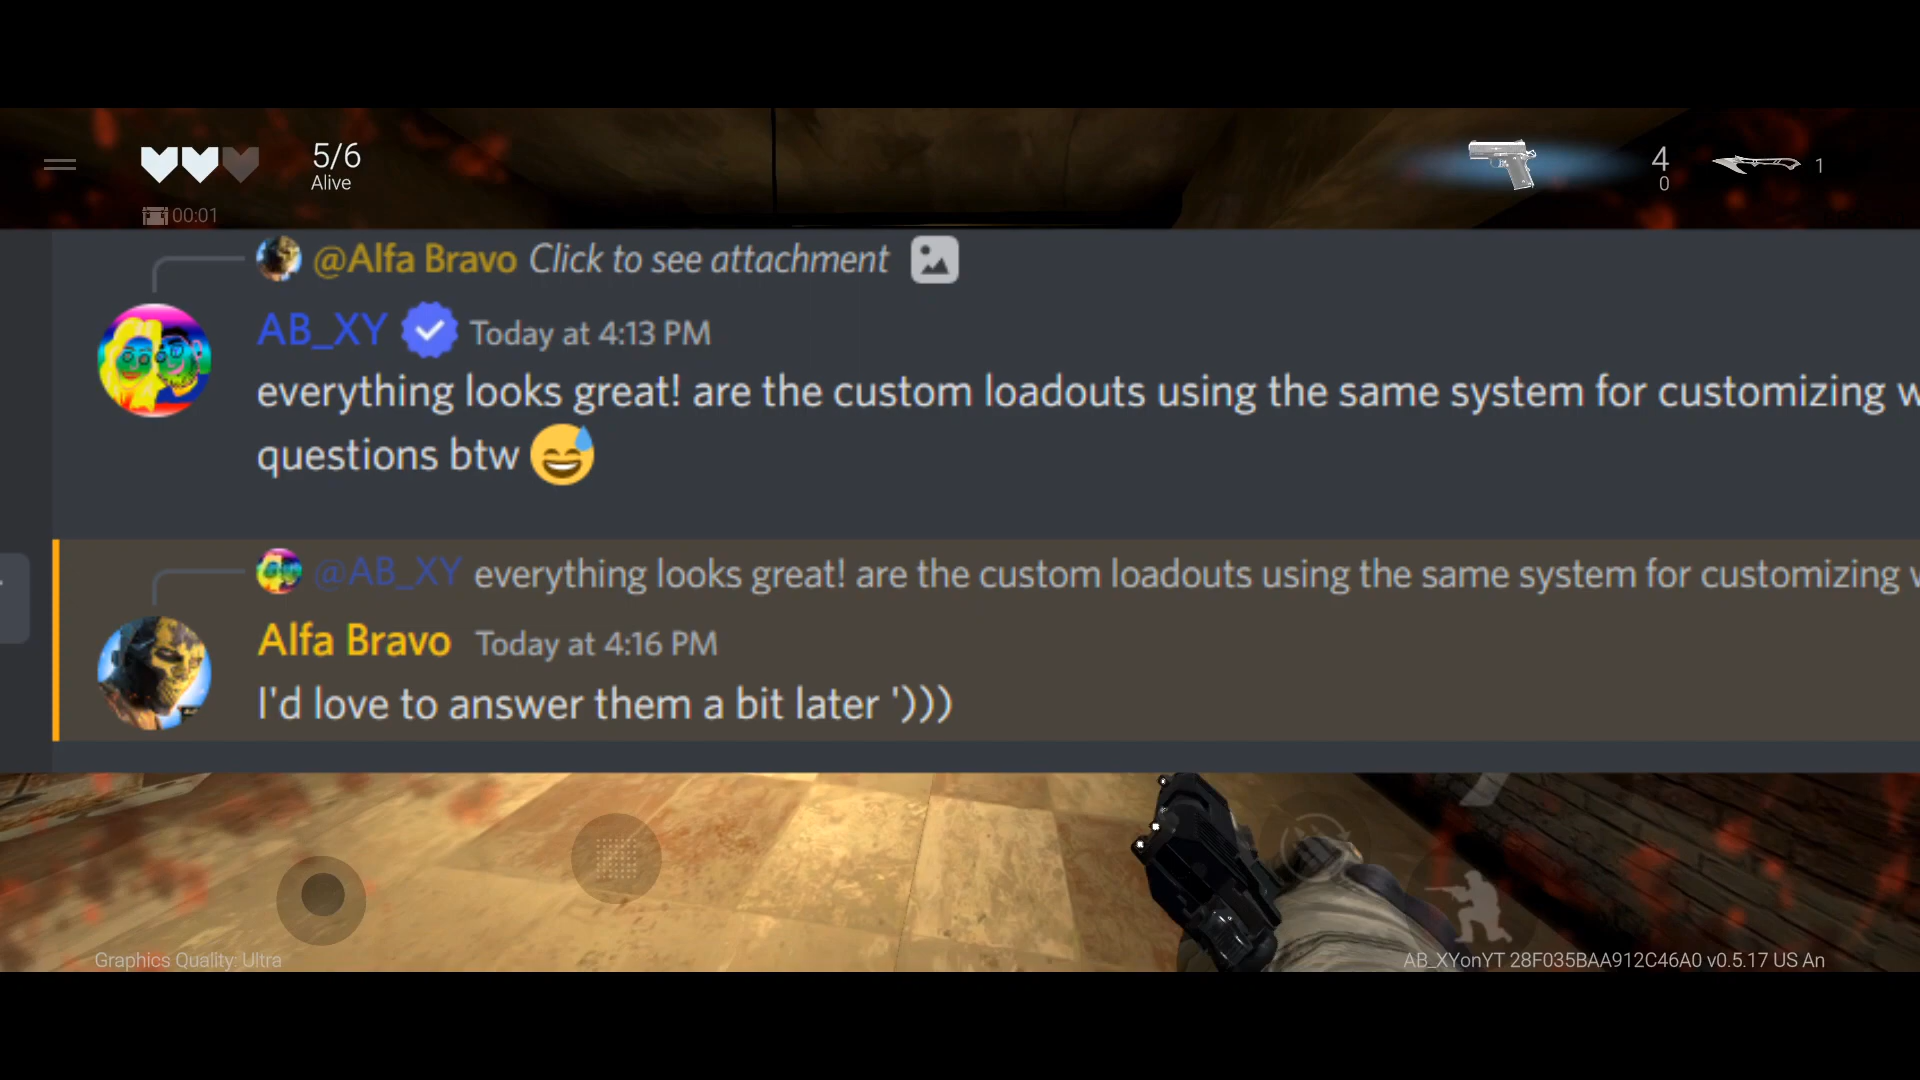 5/6
Alive
4
0
1
00:01
@Alfa Bravo Click to see attachment
AB_XY Today at 4:13 PM
everything looks great! are the custom loadouts using the same system for customizing
questions btw 😅
@AB_XY everything looks great! are the custom loadouts using the same system for customizing
Alfa Bravo Today at 4:16 PM
I'd love to answer them a bit later ')))
Graphics Quality: Ultra
AB_XYonYT 28F035BAA912C46A0 v0.5.17 US An